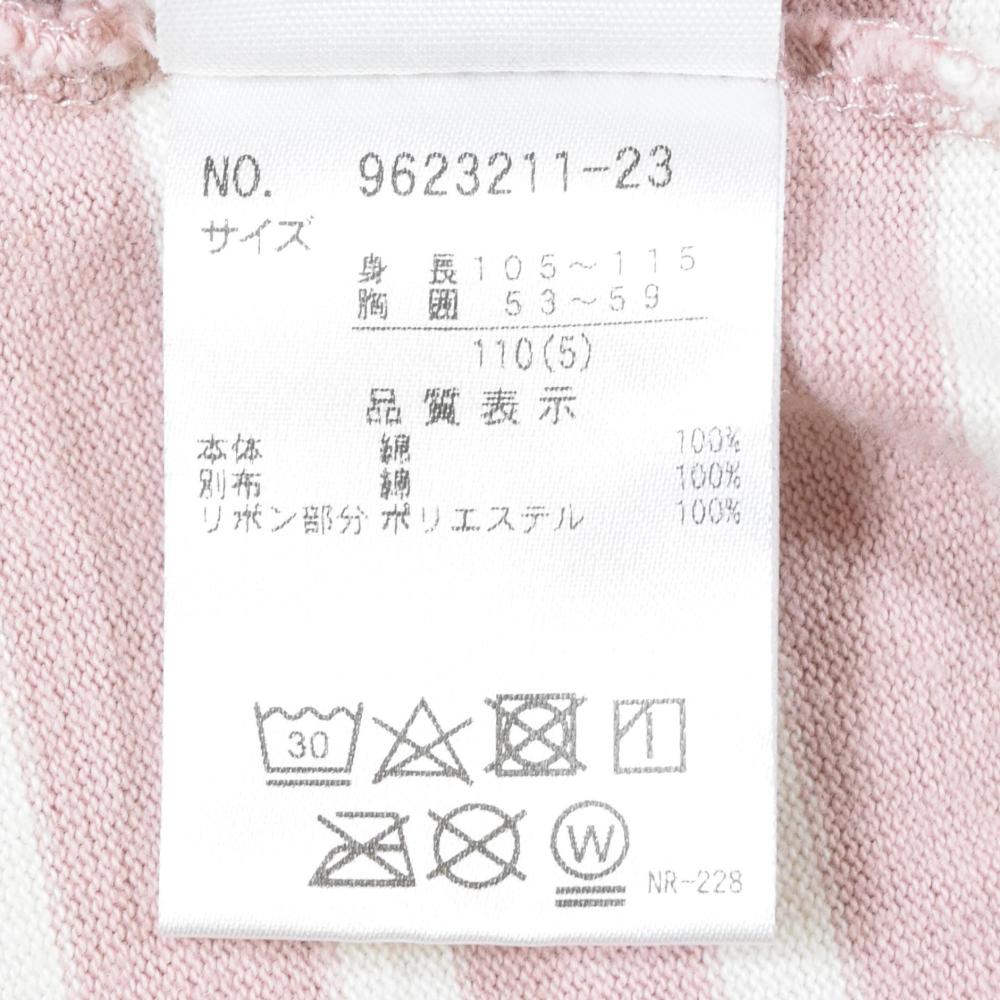 NO. 9623211-23
サイズ
身 長 105~115
胸 囲 53~59
110(5)
品質表示
本体 綿 100%
別布 綿 100%
リボン部分 ポリエステル 100%
30
W
NR-228